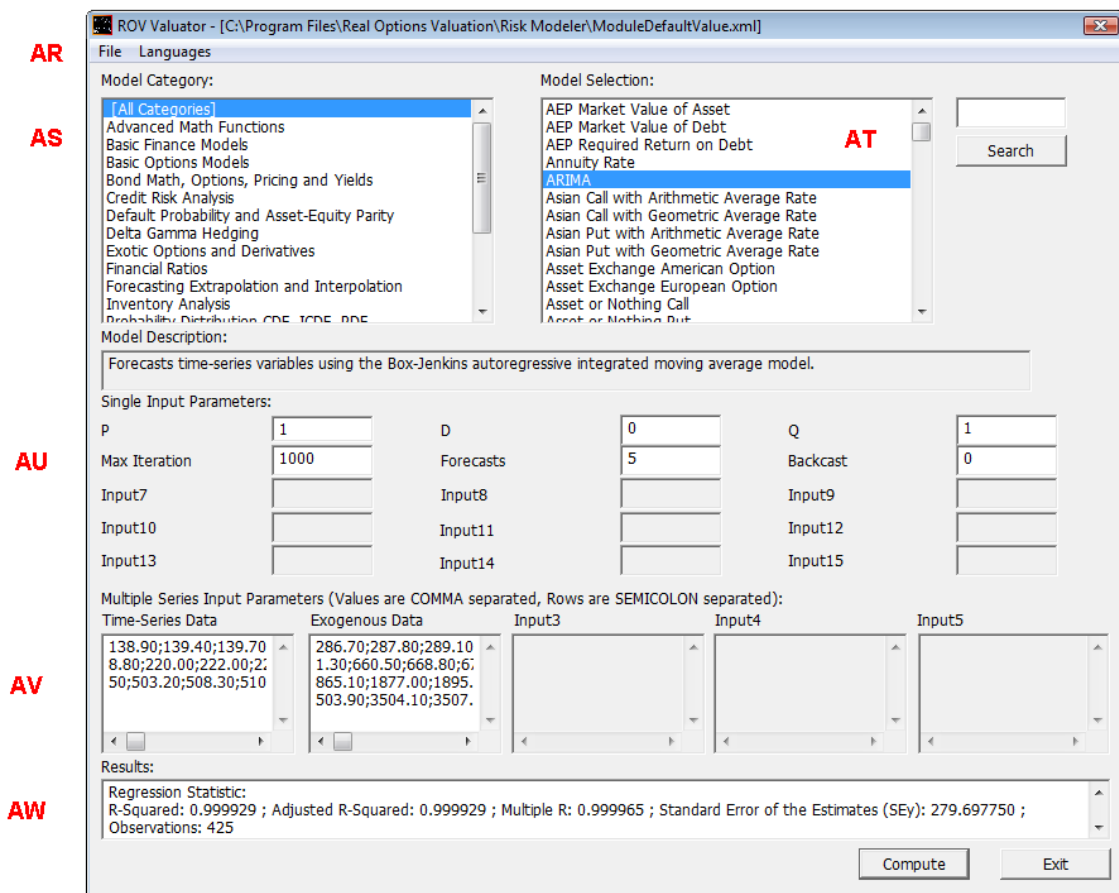 ROV Valuator - [C:\Program Files\Real Options Valuation\Risk Modeler\ModuleDefaultValue.xml]
AR
File Languages
Model Category:
Model Selection:
AS
[All Categories]
Advanced Math Functions
Basic Finance Models
Basic Options Models
Bond Math, Options, Pricing and Yields
Credit Risk Analysis
Default Probability and Asset-Equity Parity
Delta Gamma Hedging
Exotic Options and Derivatives
Financial Ratios
Forecasting Extrapolation and Interpolation
Inventory Analysis
Probability Distribution CDF, ICDF, PDF
AEP Market Value of Asset
AEP Market Value of Debt
AEP Required Return on Debt
AT
Annuity Rate
ARIMA
Asian Call with Arithmetic Average Rate
Asian Call with Geometric Average Rate
Asian Put with Arithmetic Average Rate
Asian Put with Geometric Average Rate
Asset Exchange American Option
Asset Exchange European Option
Asset or Nothing Call
Asset or Nothing Put
Search
Model Description:
Forecasts time-series variables using the Box-Jenkins autoregressive integrated moving average model.
Single Input Parameters:
P 1 D 0 Q 1
AU
Max Iteration 1000 Forecasts 5 Backcast 0
Input7 Input8 Input9
Input10 Input11 Input12
Input13 Input14 Input15
Multiple Series Input Parameters (Values are COMMA separated, Rows are SEMICOLON separated):
Time-Series Data Exogenous Data Input3 Input4 Input5
AV
138.90;139.40;139.70
8.80;220.00;222.00;22
50;503.20;508.30;510
286.70;287.80;289.10
1.30;660.50;668.80;67
865.10;1877.00;1895.
503.90;3504.10;3507.
Results:
AW
Regression Statistic:
R-Squared: 0.999929 ; Adjusted R-Squared: 0.999929 ; Multiple R: 0.999965 ; Standard Error of the Estimates (SEy): 279.697750 ;
Observations: 425
Compute Exit